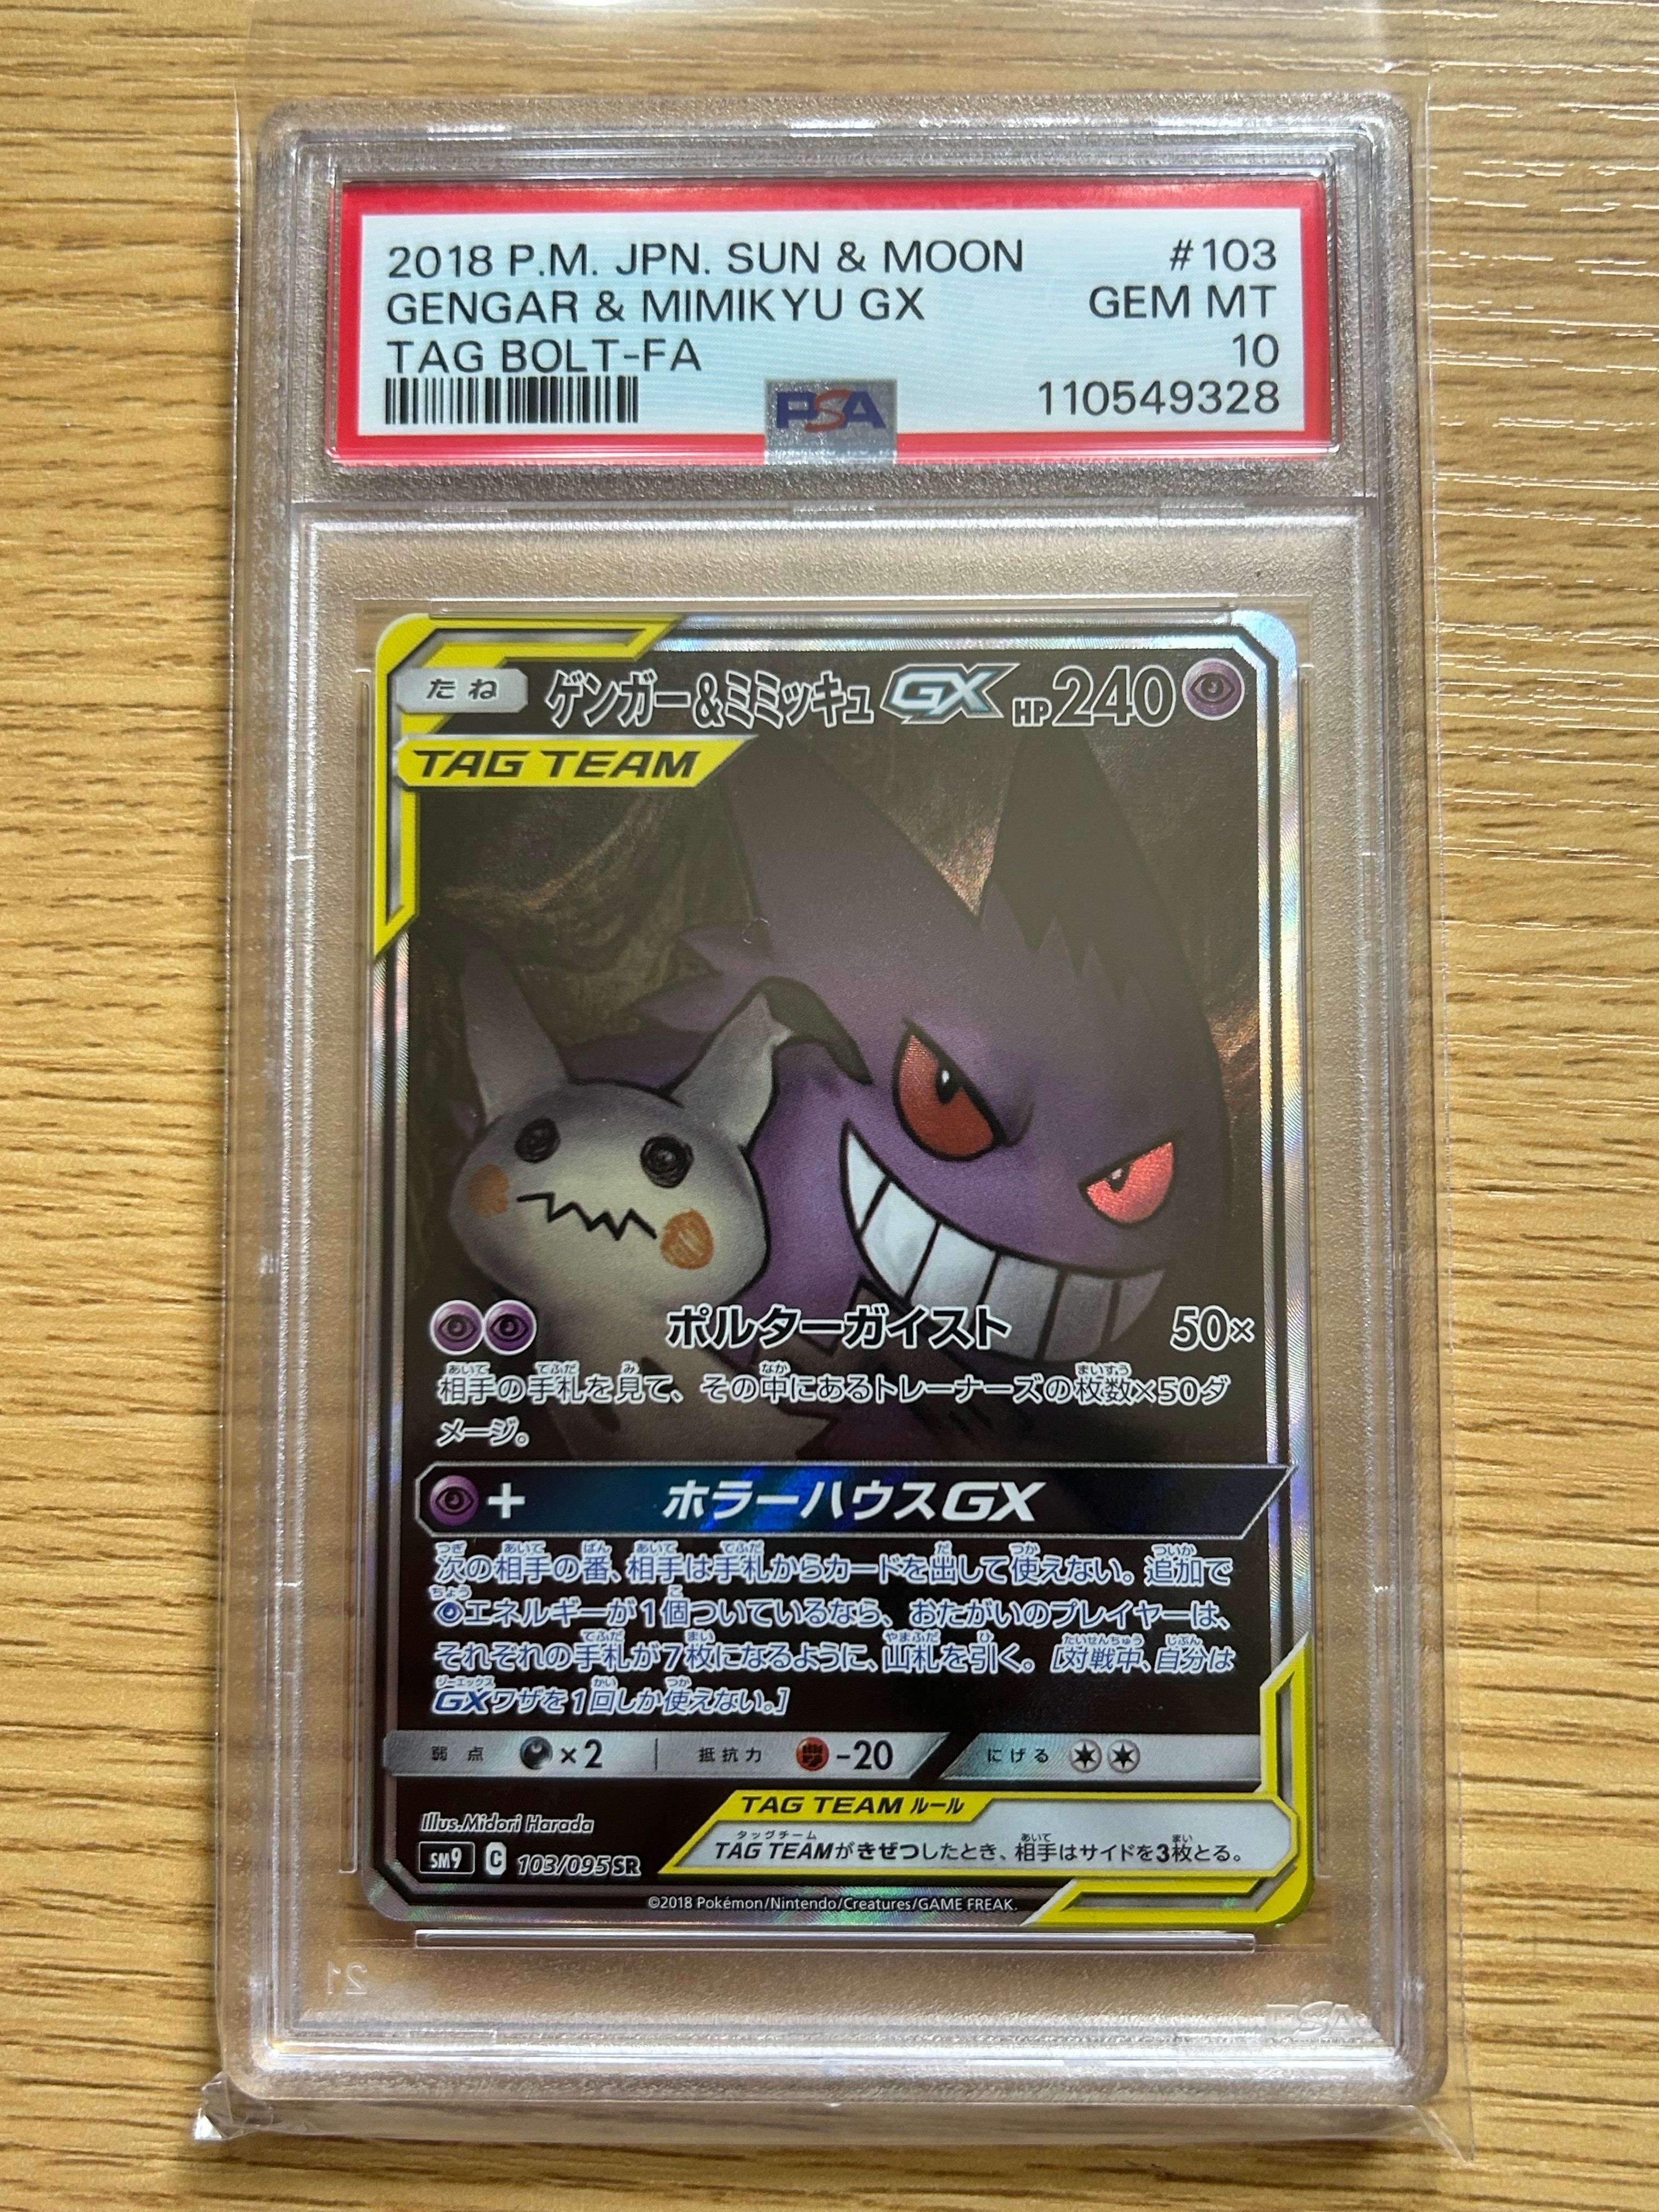 2018 P.M. JPN. SUN & MOON #103
GENGAR & MIMIKYU GX GEM MT
TAG BOLT-FA 10
PSA 110549328
たね ゲンガー&ミミッキュGX HP240
TAG TEAM
ポルターガイスト 50×
相手の手札を見て、その中にあるトレーナーズの枚数×50ダ
メージ。
+ ホラーハウスGX
次の相手の番、相手は手札からカードを出して使えない。追加で
エネルギーが1個ついているなら、おたがいのプレイヤーは、
それぞれの手札が7枚になるように、山札を引く。[対戦中、自分は
GXワザを1回しか使えない。]
弱点 ×2 抵抗力 -20 にげる
TAG TEAM ルール
TAG TEAMがきぜつしたとき、相手はサイドを3枚とる。
Illus.Midori Harada
SM9 C 103/095 SR
©2018 Pokémon/Nintendo/Creatures/GAME FREAK.
21
PSA